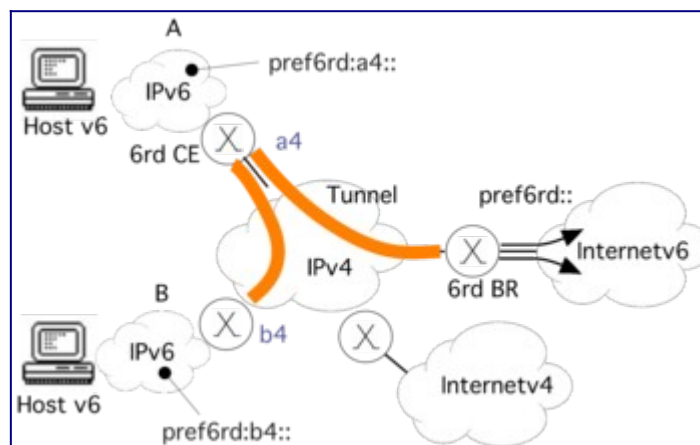 A
pref6rd:a4::
IPv6
Host v6
6rd CE
a4
Tunnel
pref6rd::
IPv4
Internetv6
6rd BR
B
b4
IPv6
Host v6
Internetv4
pref6rd:b4::